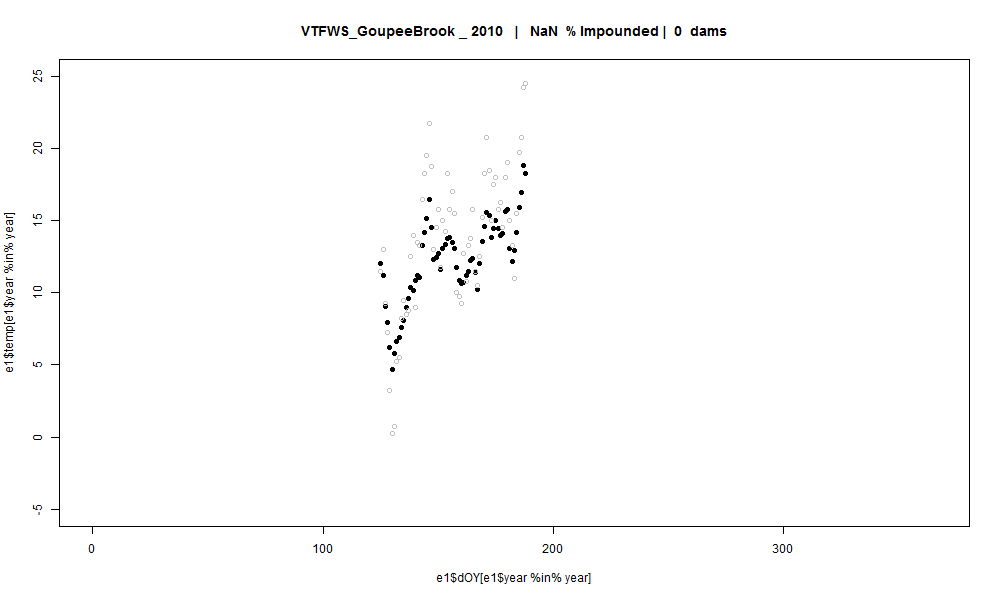 VTFWS_GoupeeBrook _ 2010 | NaN % Impounded | 0 dams
e1$temp[e1$year %in% year]
25
20
15
10
5
0
-5
0 100 200 300
e1$dOY[e1$year %in% year]